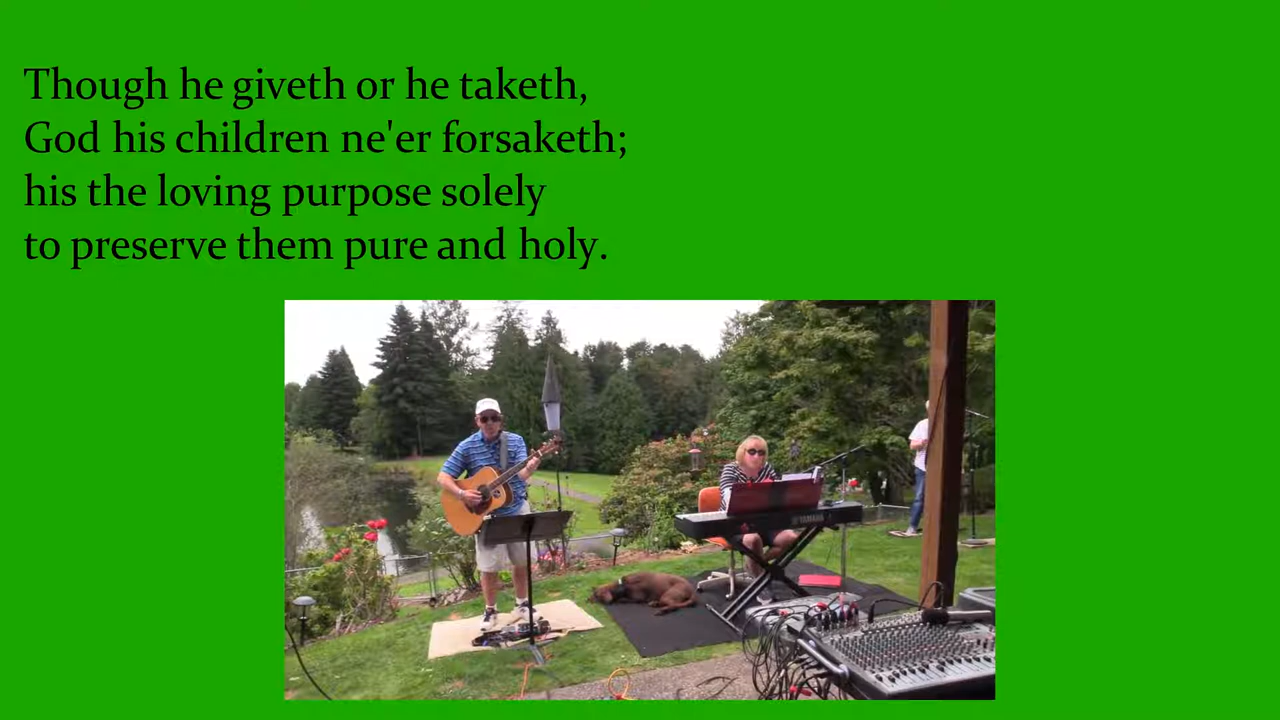 Though he giveth or he taketh,
God his children ne'er forsaketh;
his the loving purpose solely
to preserve them pure and holy.
YAMAHA